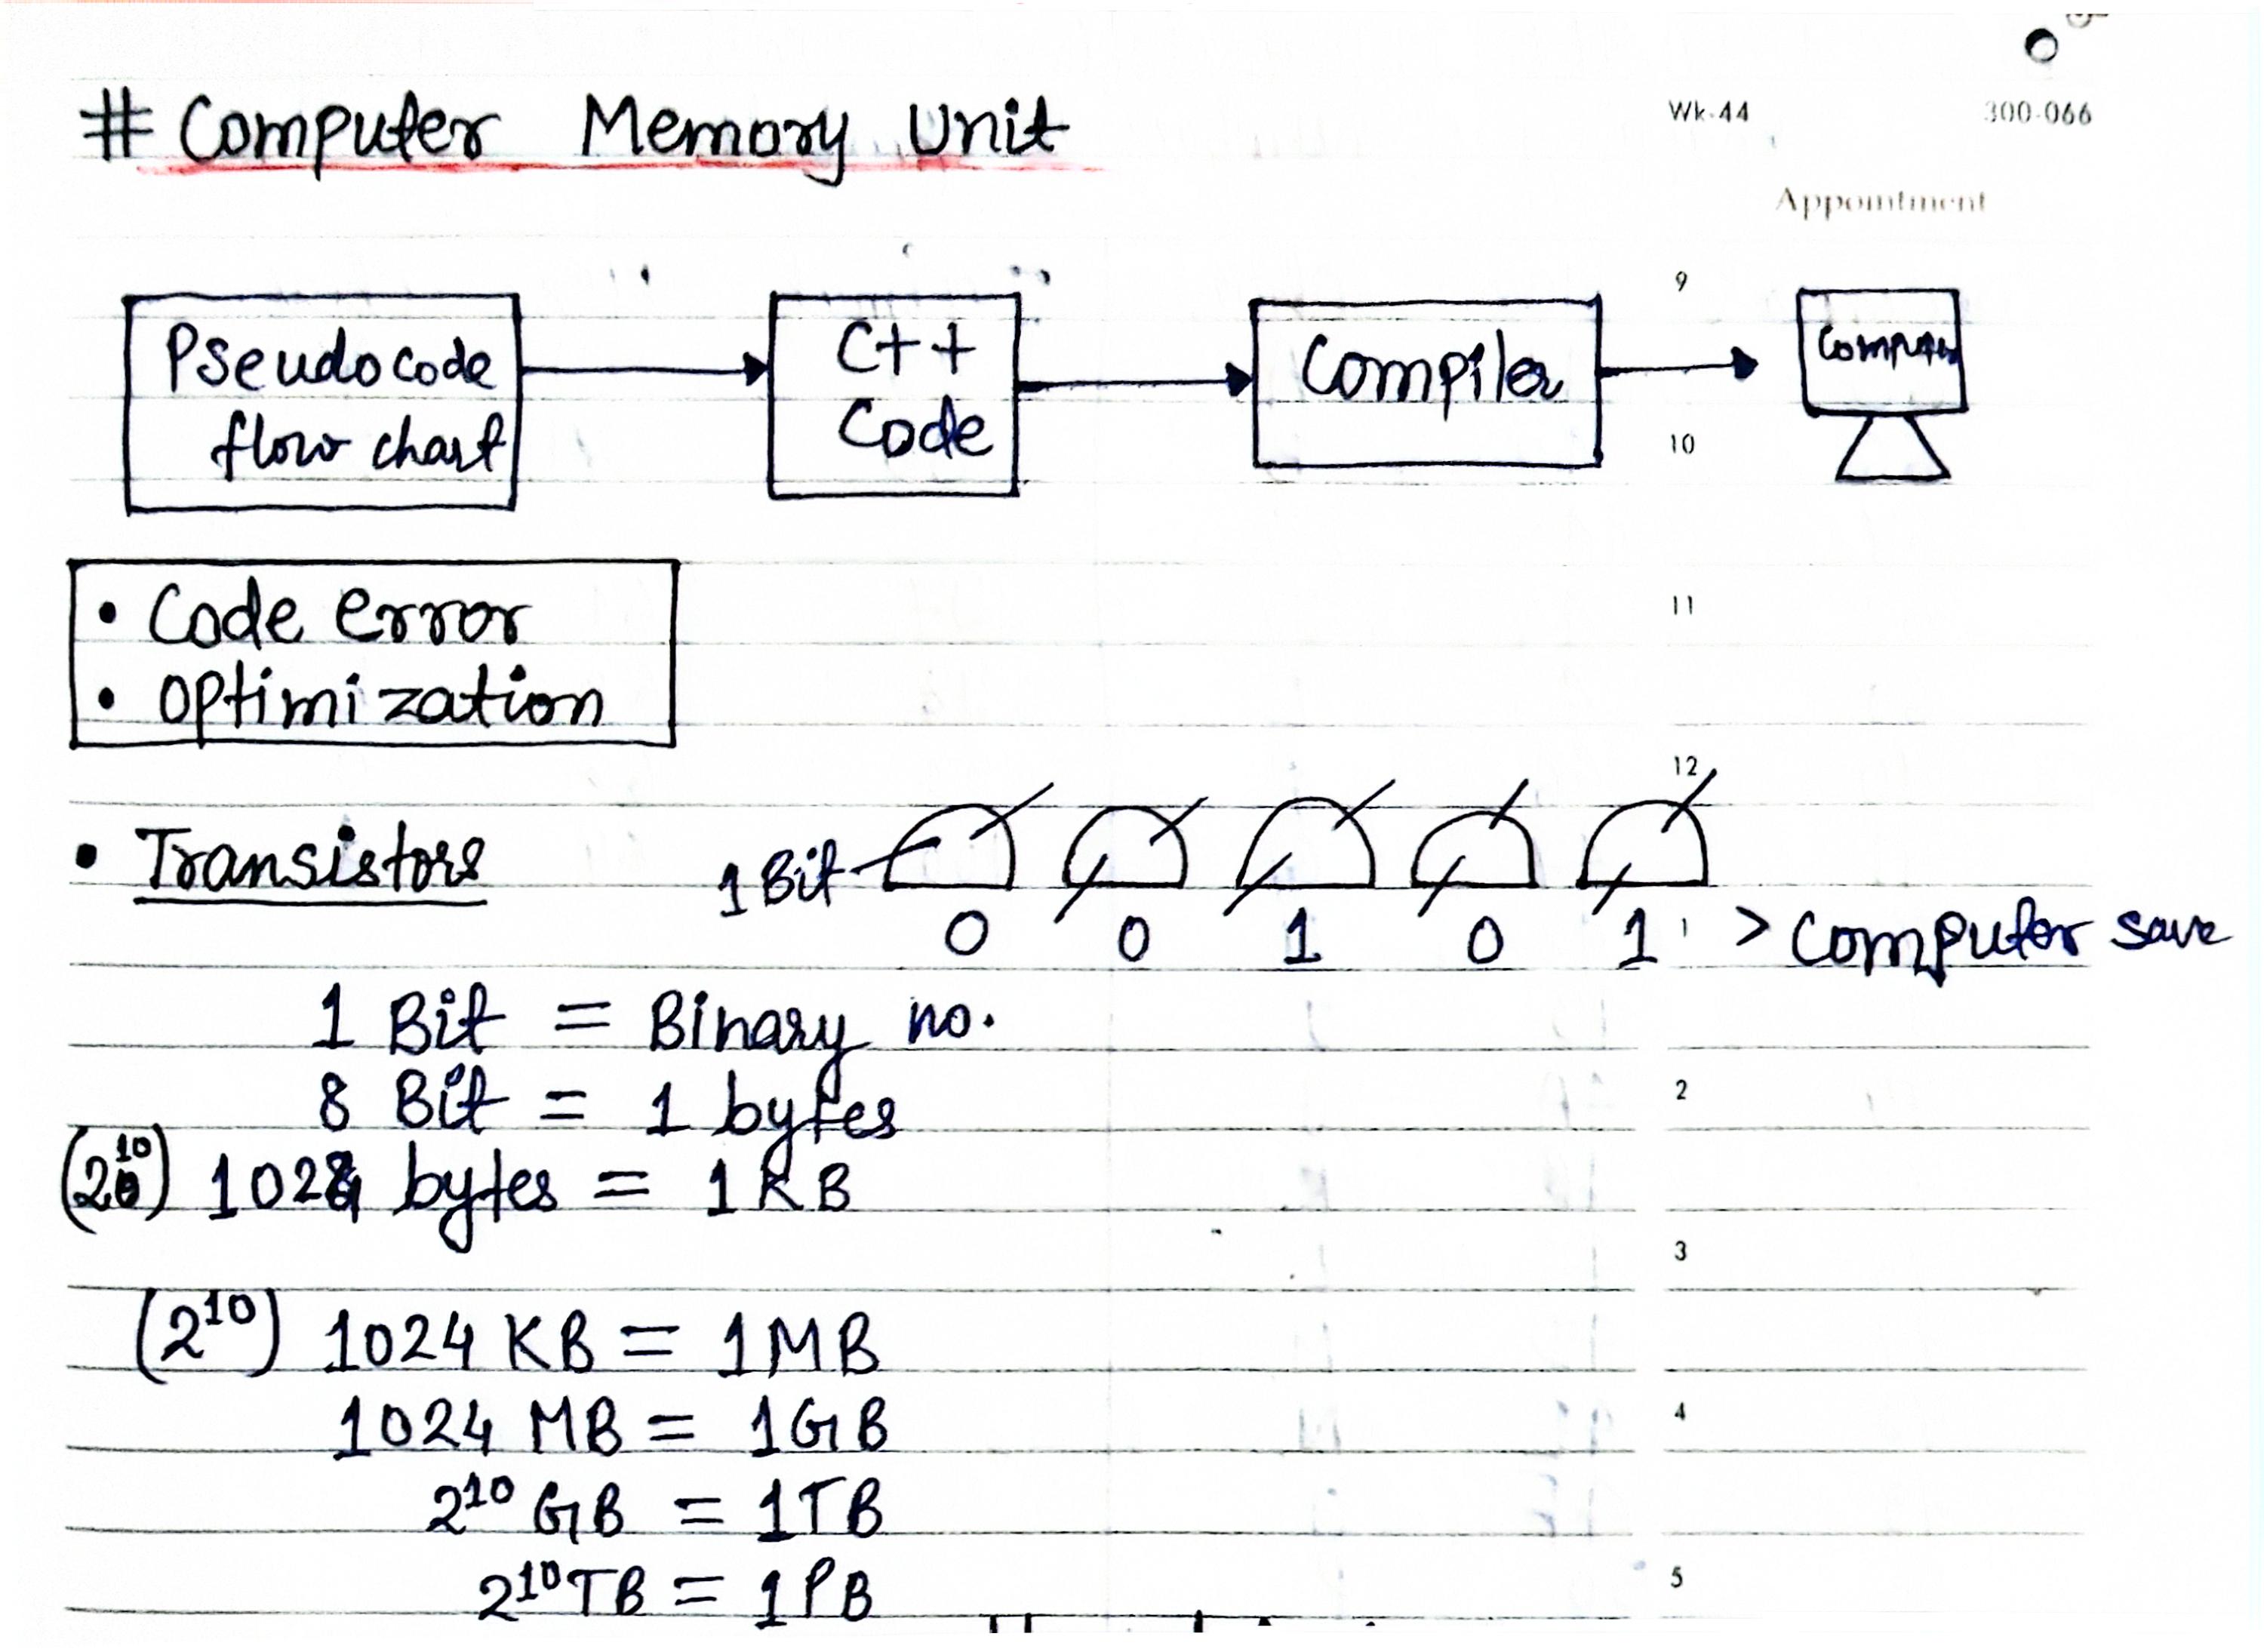 # Computer Memory Unit
Wk-44 300-066
Appointment
9
Pseudocode flow chart
C++ Code
Compiler
Computer
10
• Code error
11
• Optimization
12
• Transistors
1 Bit
0 0 1 0 1 > Computer save
1
1 Bit = Binary no.
8 Bit = 1 bytes
2
(2^10) 1024 bytes = 1KB
3
(2^10) 1024 KB = 1MB
1024 MB = 1GB
4
2^10 GB = 1TB
2^10 TB = 1PB
5